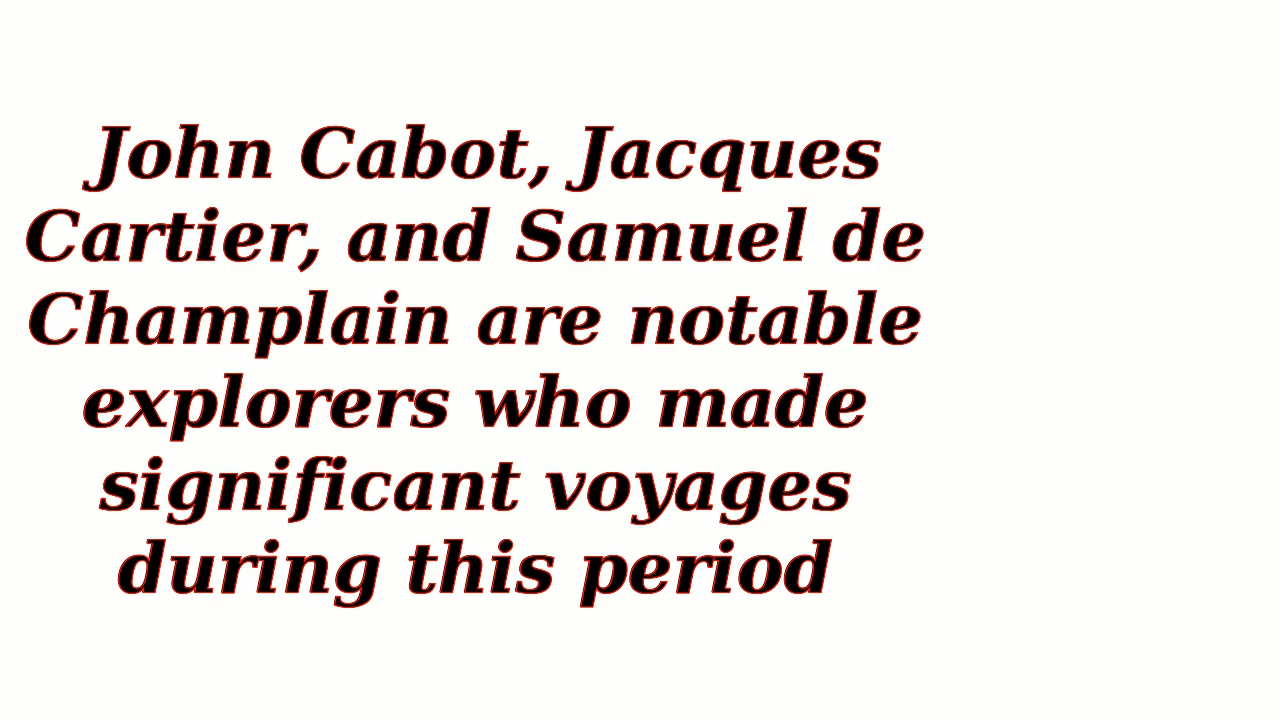 John Cabot, Jacques
Cartier, and Samuel de
Champlain are notable
explorers who made
significant voyages
during this period